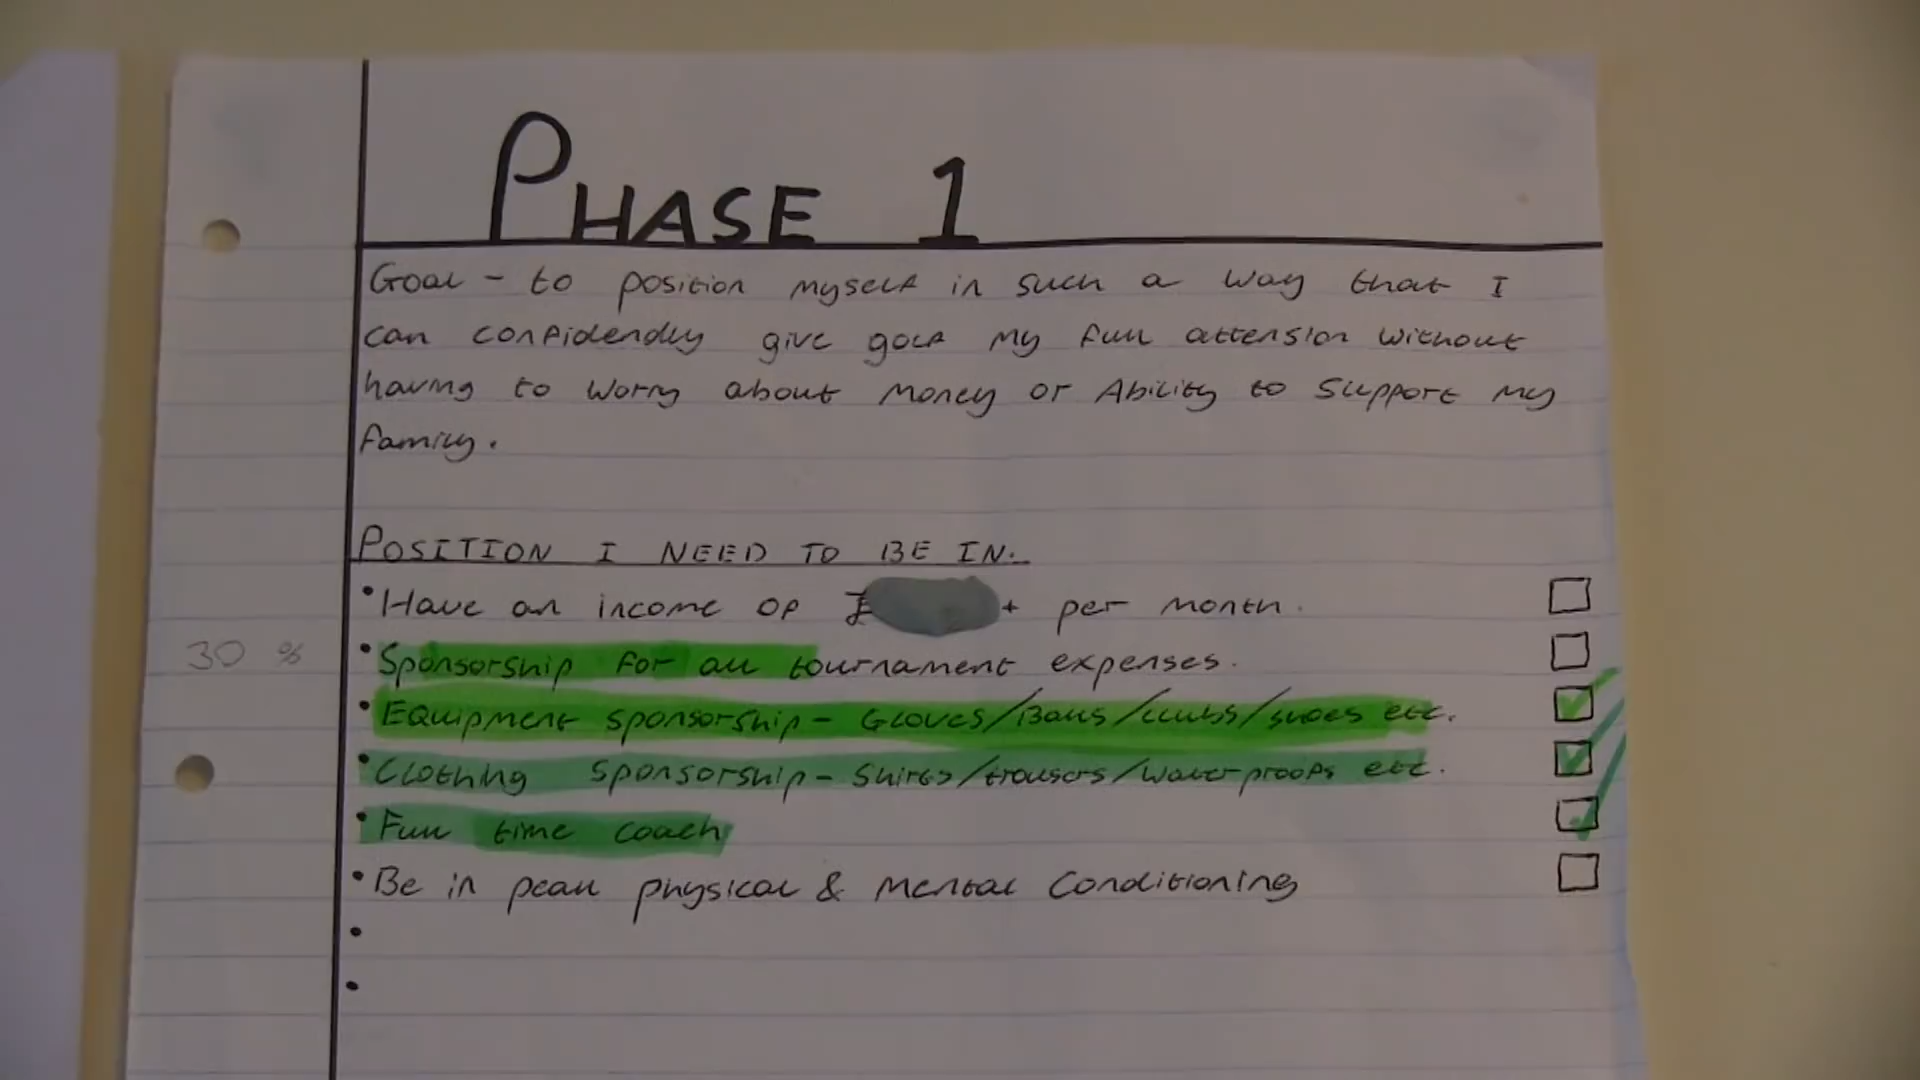 PHASE 1
Goal - to position myself in such a way that I
can confidendly give golf my full attension without
having to worry about money or Ability to support my
family.
POSITION I NEED TO BE IN.
•Have an income of £ + per month.
30 % •Sponsorship for all tournament expenses.
•Equipment sponsorship - Gloves/Balls/clubs/shoes etc.
•Clothing sponsorship - Shirts/trousers/waterproofs etc.
•Full time coach
•Be in peak physical & mental conditioning
•
•